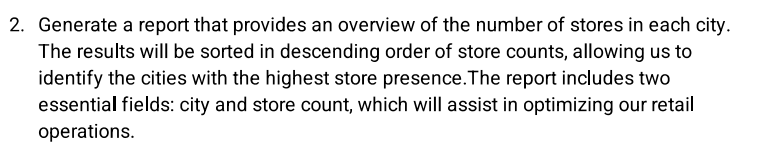 2. Generate a report that provides an overview of the number of stores in each city.
The results will be sorted in descending order of store counts, allowing us to
identify the cities with the highest store presence.The report includes two
essential fields: city and store count, which will assist in optimizing our retail
operations.